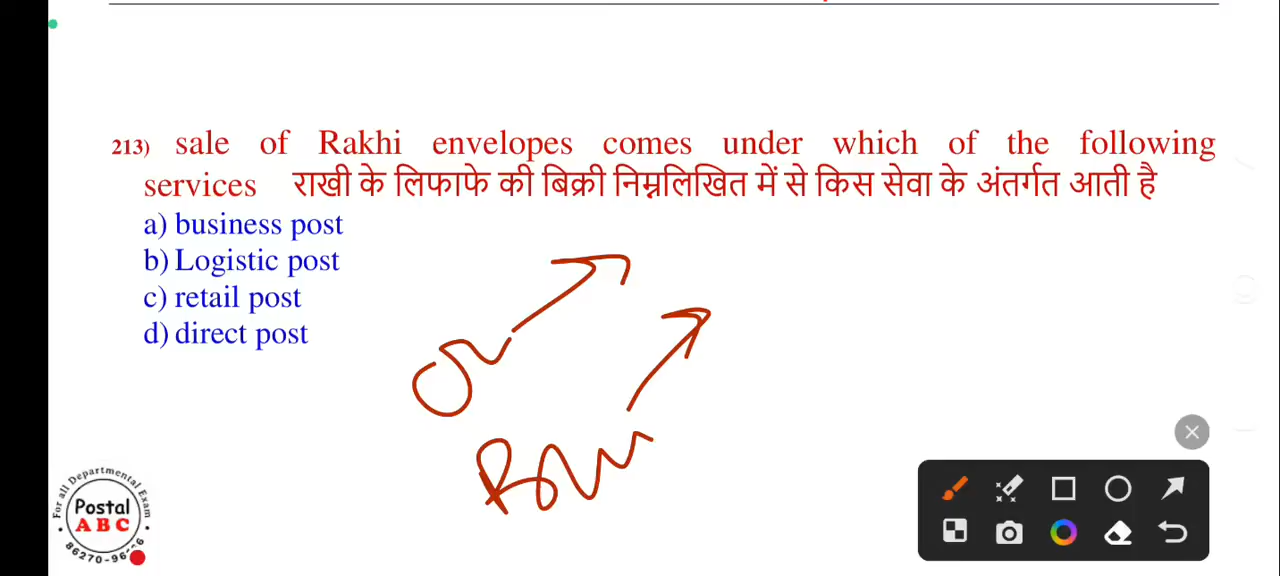 213) sale of Rakhi envelopes comes under which of the following
services राखी के लिफाफे की बिक्री निम्नलिखित में से किस सेवा के अंतर्गत आती है
a) business post
b) Logistic post
c) retail post
d) direct post
For all Departmental Exam
Postal
ABC